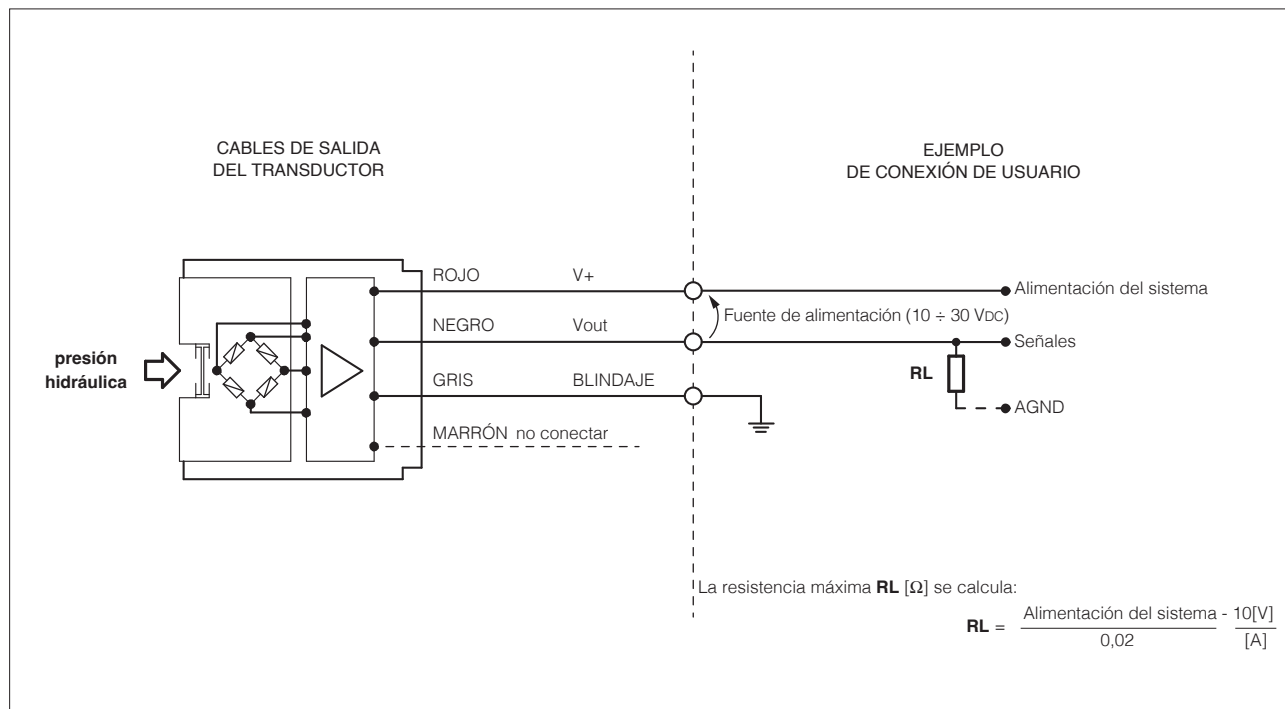 CABLES DE SALIDA
DEL TRANSDUCTOR
EJEMPLO
DE CONEXIÓN DE USUARIO
ROJO V+
Alimentación del sistema
Fuente de alimentación (10 ÷ 30 VDC)
NEGRO Vout
Señales
presión
hidráulica
RL
GRIS BLINDAJE
AGND
MARRÓN no conectar
La resistencia máxima RL [Ω] se calcula:
RL = Alimentación del sistema - 10[V]
0,02 [A]